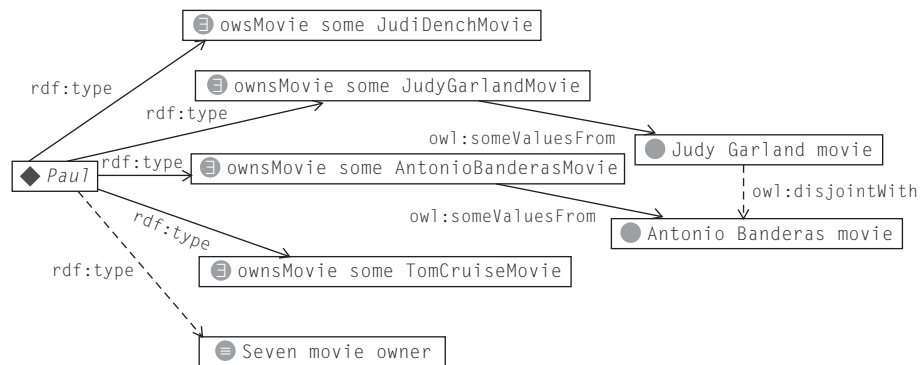 owsMovie some JudiDenchMovie
rdf:type
ownsMovie some JudyGarlandMovie
rdf:type
owl:someValuesFrom
Judy Garland movie
rdf:type
ownsMovie some AntonioBanderasMovie
Paul
owl:disjointWith
owl:someValuesFrom
Antonio Banderas movie
rdf:type
ownsMovie some TomCruiseMovie
rdf:type
Seven movie owner